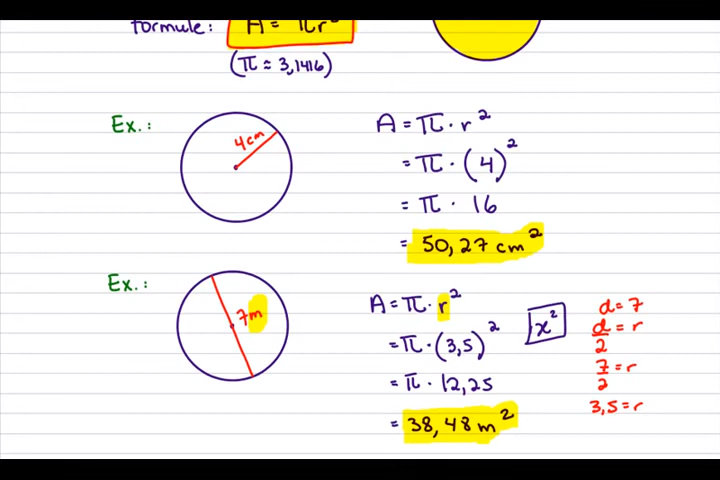 formule: A = πr²
(π ≈ 3,1416)
Ex.:
4cm
A = π · r²
= π · (4)²
= π · 16
= 50,27 cm²
Ex.:
7m
A = π · r²
= π · (3,5)²
= π · 12,25
= 38,48 m²
x²
d = 7
d/2 = r
7/2 = r
3,5 = r